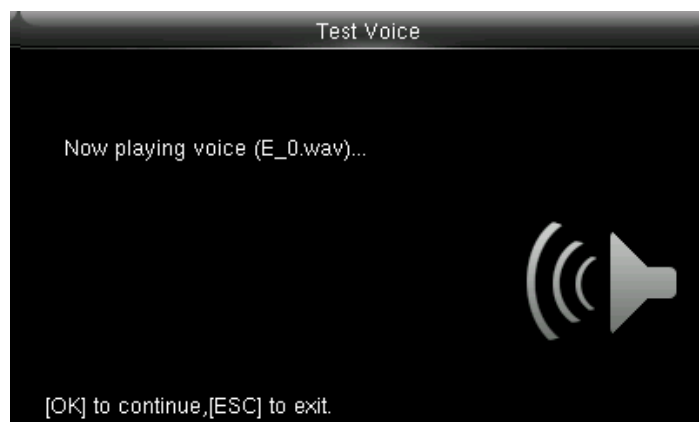 Test Voice
Now playing voice (E_0.wav)...
[OK] to continue,[ESC] to exit.